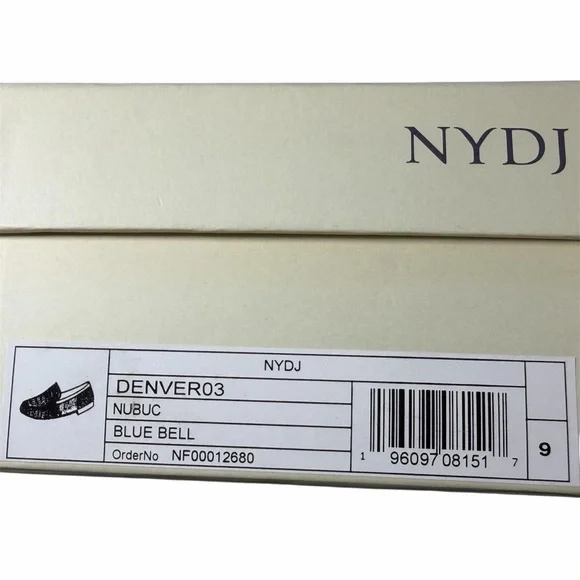 NYDJ
NYDJ
DENVER03
NUBUC
BLUE BELL
OrderNo NF00012680
1 96097 08151 7
9